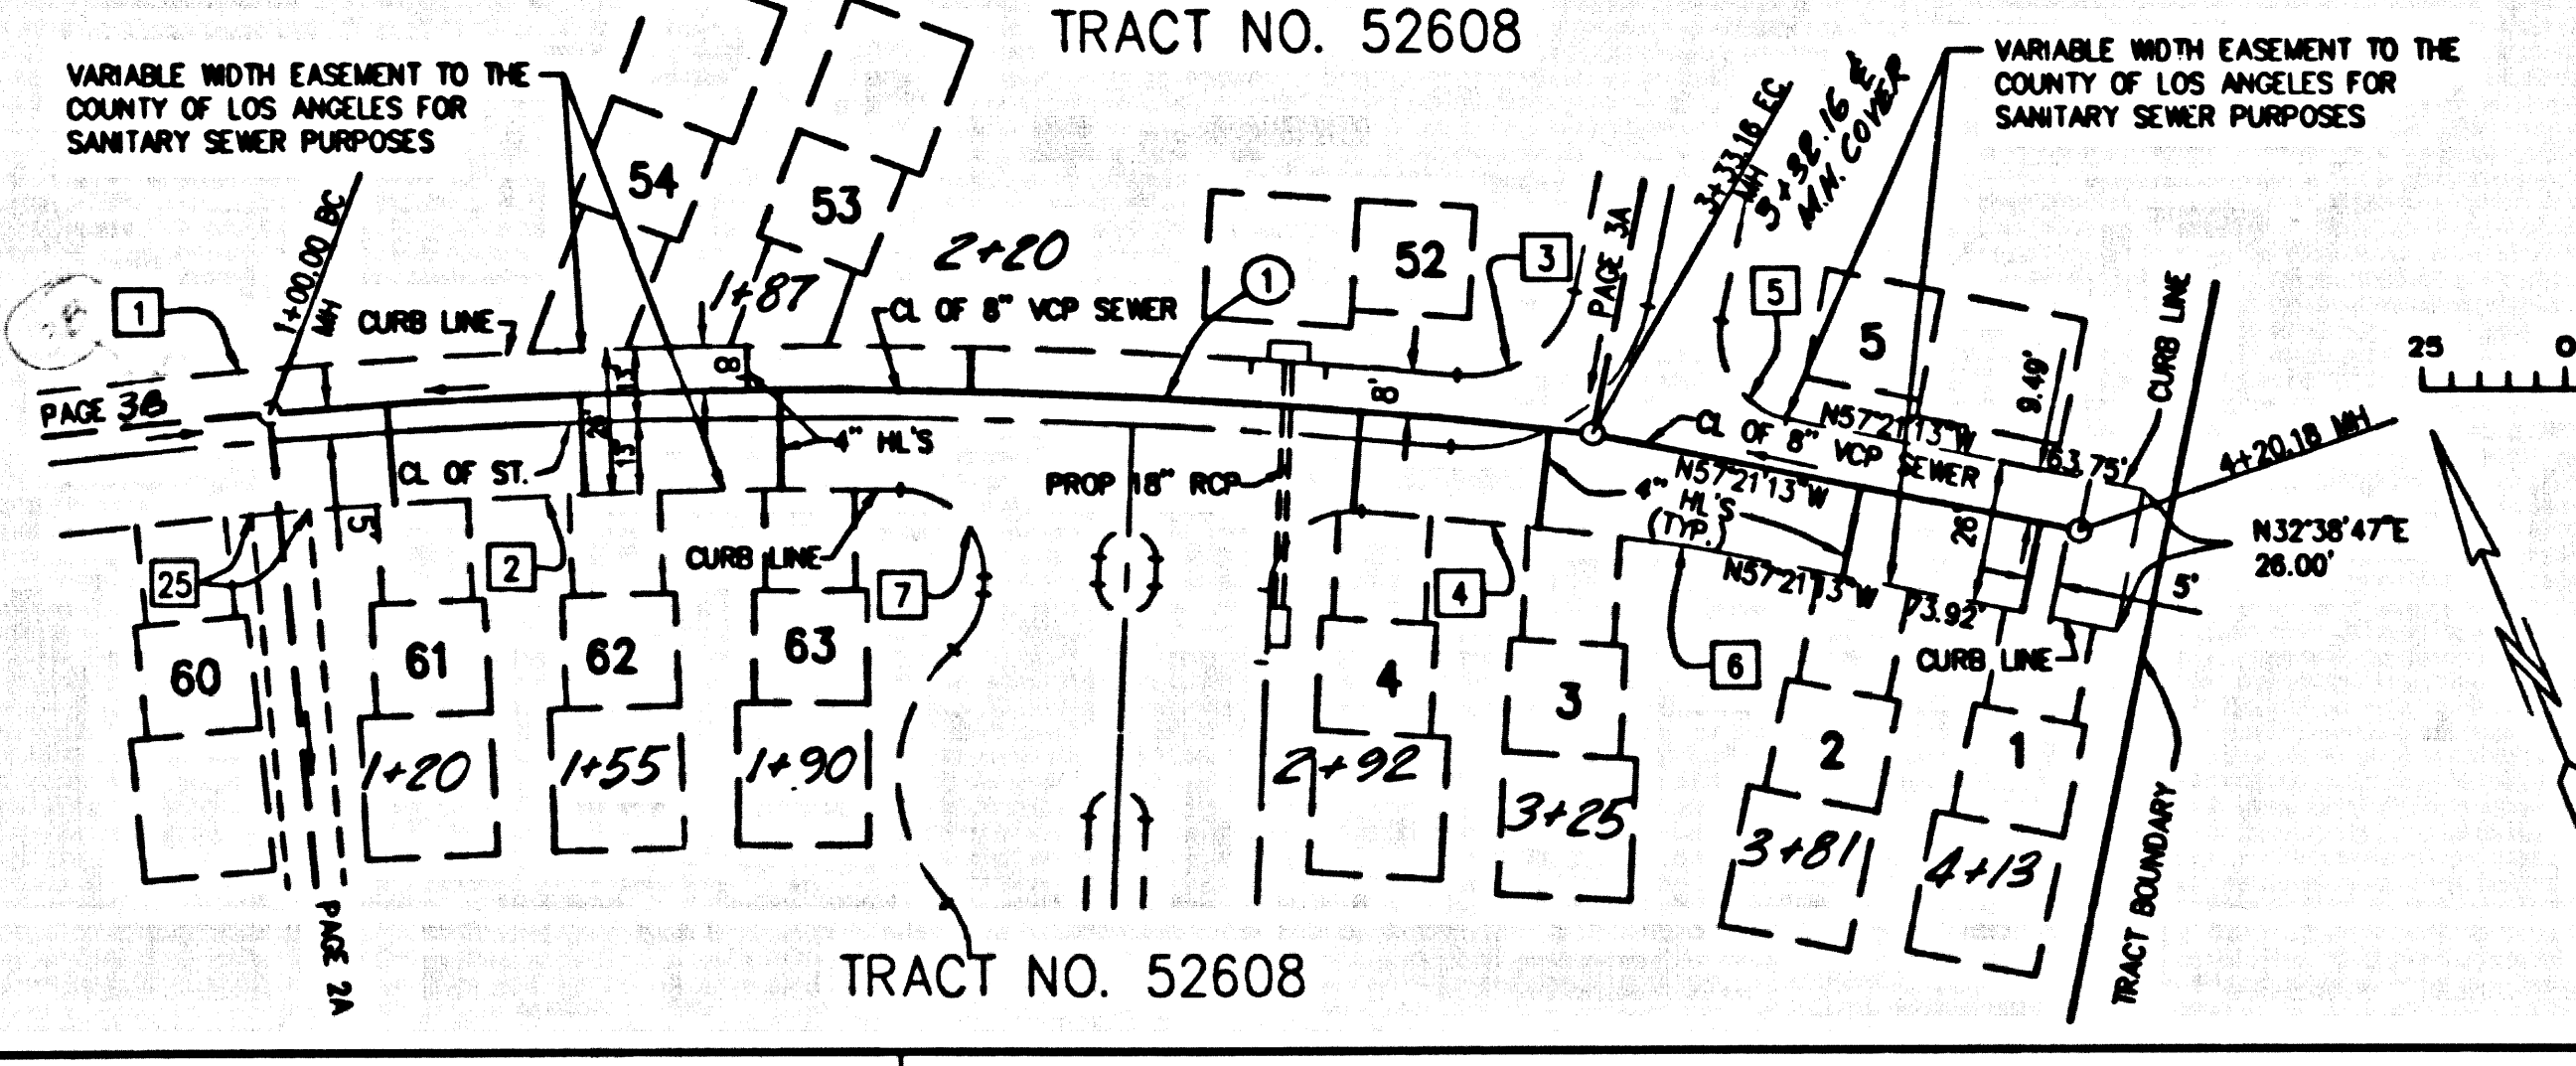 TRACT NO. 52608
VARIABLE WIDTH EASEMENT TO THE
COUNTY OF LOS ANGELES FOR
SANITARY SEWER PURPOSES
VARIABLE WIDTH EASEMENT TO THE
COUNTY OF LOS ANGELES FOR
SANITARY SEWER PURPOSES
3+33.16 EC
MH
3+32.16 ℄
M.N. COVER
54
53
52
5
1+00.00 BC
MH
1
CURB LINE
1+87
2+20
CL OF 8" VCP SEWER
1
3
PAGE 3A
5
9.49'
CURB LINE
25
0
PAGE 3B
8'
8'
13'
26'
13'
CL OF ST.
4" HL'S
PROP 18" RCP
CL OF 8" VCP SEWER
N57°21'13"W
63.75'
4+20.18 MH
N57°21'13"W
4" HL'S
(TYP.)
N57°21'13"W
73.92'
26'
N32°38'47"E
26.00'
5'
5'
25
2
CURB LINE
7
4
6
CURB LINE
60
61
62
63
4
3
2
1
1+20
1+55
1+90
2+92
3+25
3+81
4+13
PAGE 2A
TRACT BOUNDARY
TRACT NO. 52608